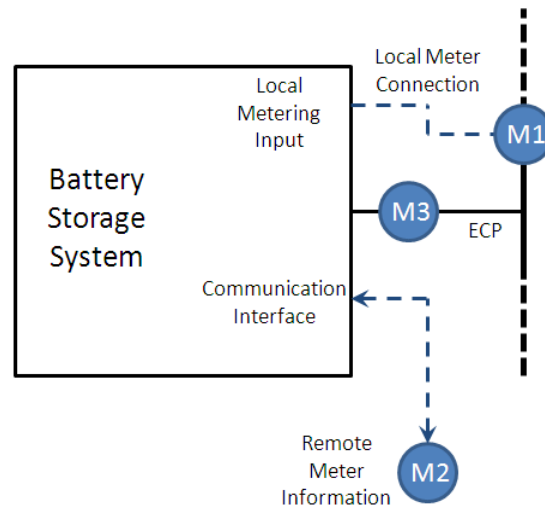 Local Meter
Connection
Local
Metering
Input
M1
Battery
Storage
System
M3
ECP
Communication
Interface
Remote
Meter
Information
M2